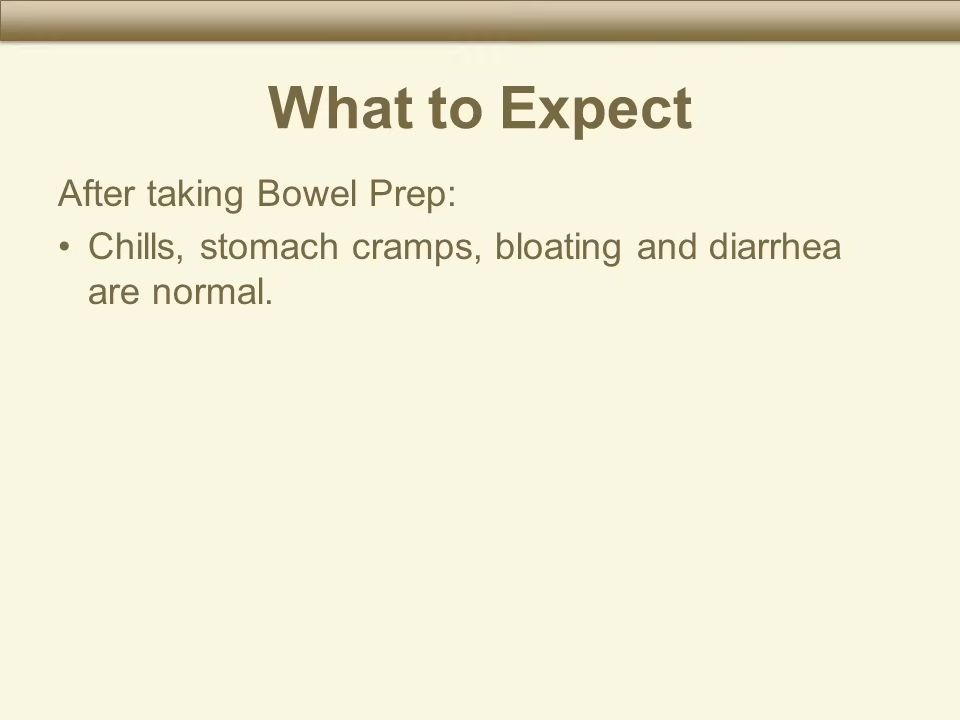 What to Expect
After taking Bowel Prep:
• Chills, stomach cramps, bloating and diarrhea
are normal.